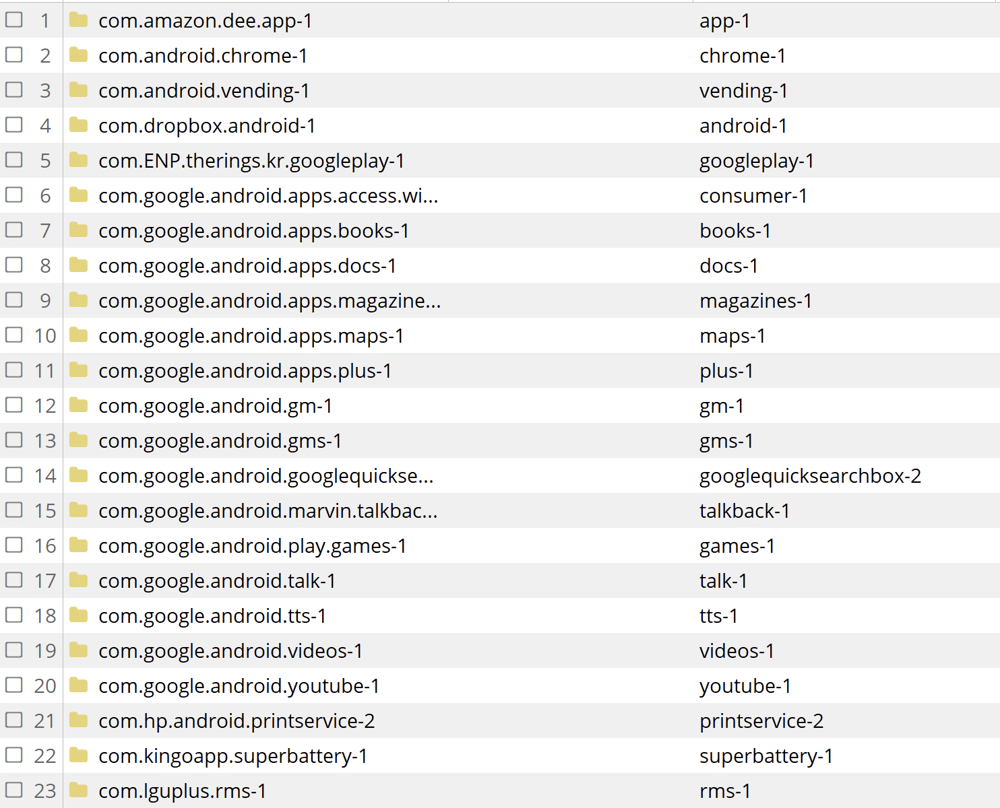 1 com.amazon.dee.app-1 app-1
2 com.android.chrome-1 chrome-1
3 com.android.vending-1 vending-1
4 com.dropbox.android-1 android-1
5 com.ENP.therings.kr.googleplay-1 googleplay-1
6 com.google.android.apps.access.wi... consumer-1
7 com.google.android.apps.books-1 books-1
8 com.google.android.apps.docs-1 docs-1
9 com.google.android.apps.magazine... magazines-1
10 com.google.android.apps.maps-1 maps-1
11 com.google.android.apps.plus-1 plus-1
12 com.google.android.gm-1 gm-1
13 com.google.android.gms-1 gms-1
14 com.google.android.googlequickse... googlequicksearchbox-2
15 com.google.android.marvin.talkbac... talkback-1
16 com.google.android.play.games-1 games-1
17 com.google.android.talk-1 talk-1
18 com.google.android.tts-1 tts-1
19 com.google.android.videos-1 videos-1
20 com.google.android.youtube-1 youtube-1
21 com.hp.android.printservice-2 printservice-2
22 com.kingoapp.superbattery-1 superbattery-1
23 com.lguplus.rms-1 rms-1